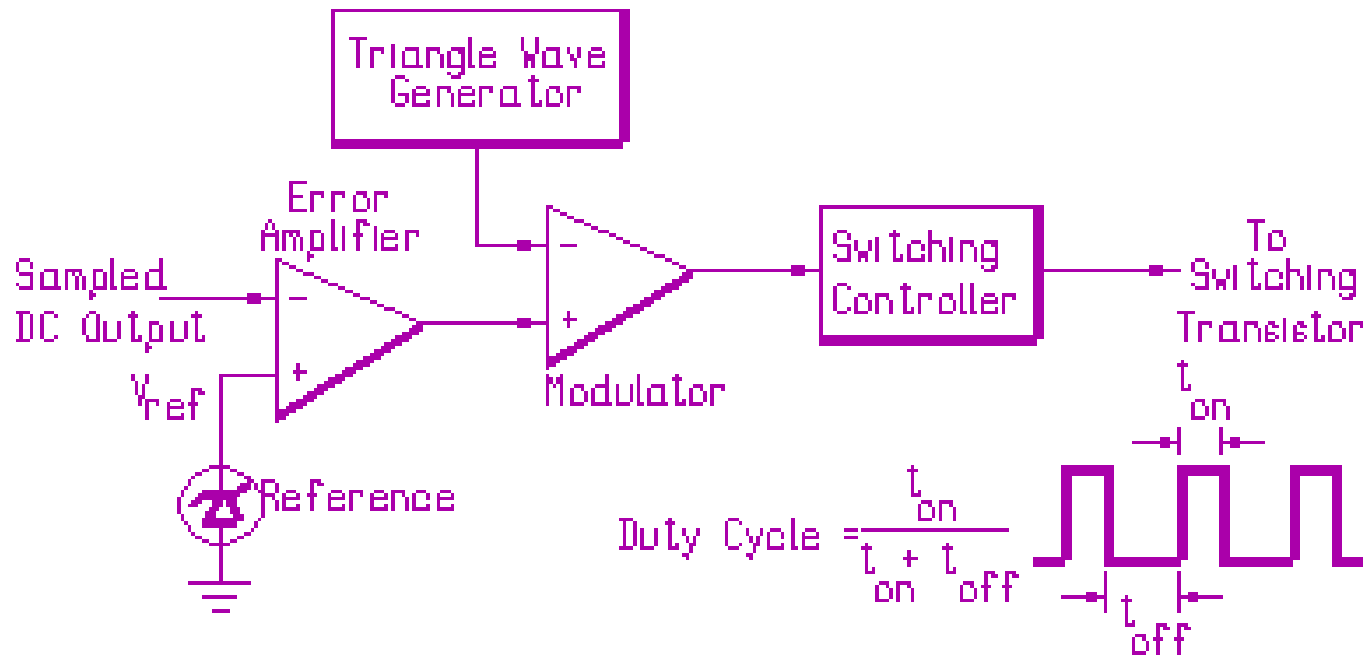 Triangle Wave
Generator
Error
Amplifier
Sampled
DC Output
−
+
Vref
Reference
−
+
Modulator
Switching
Controller
To
Switching
Transistor
ton
Duty Cycle = ton
ton + toff
toff